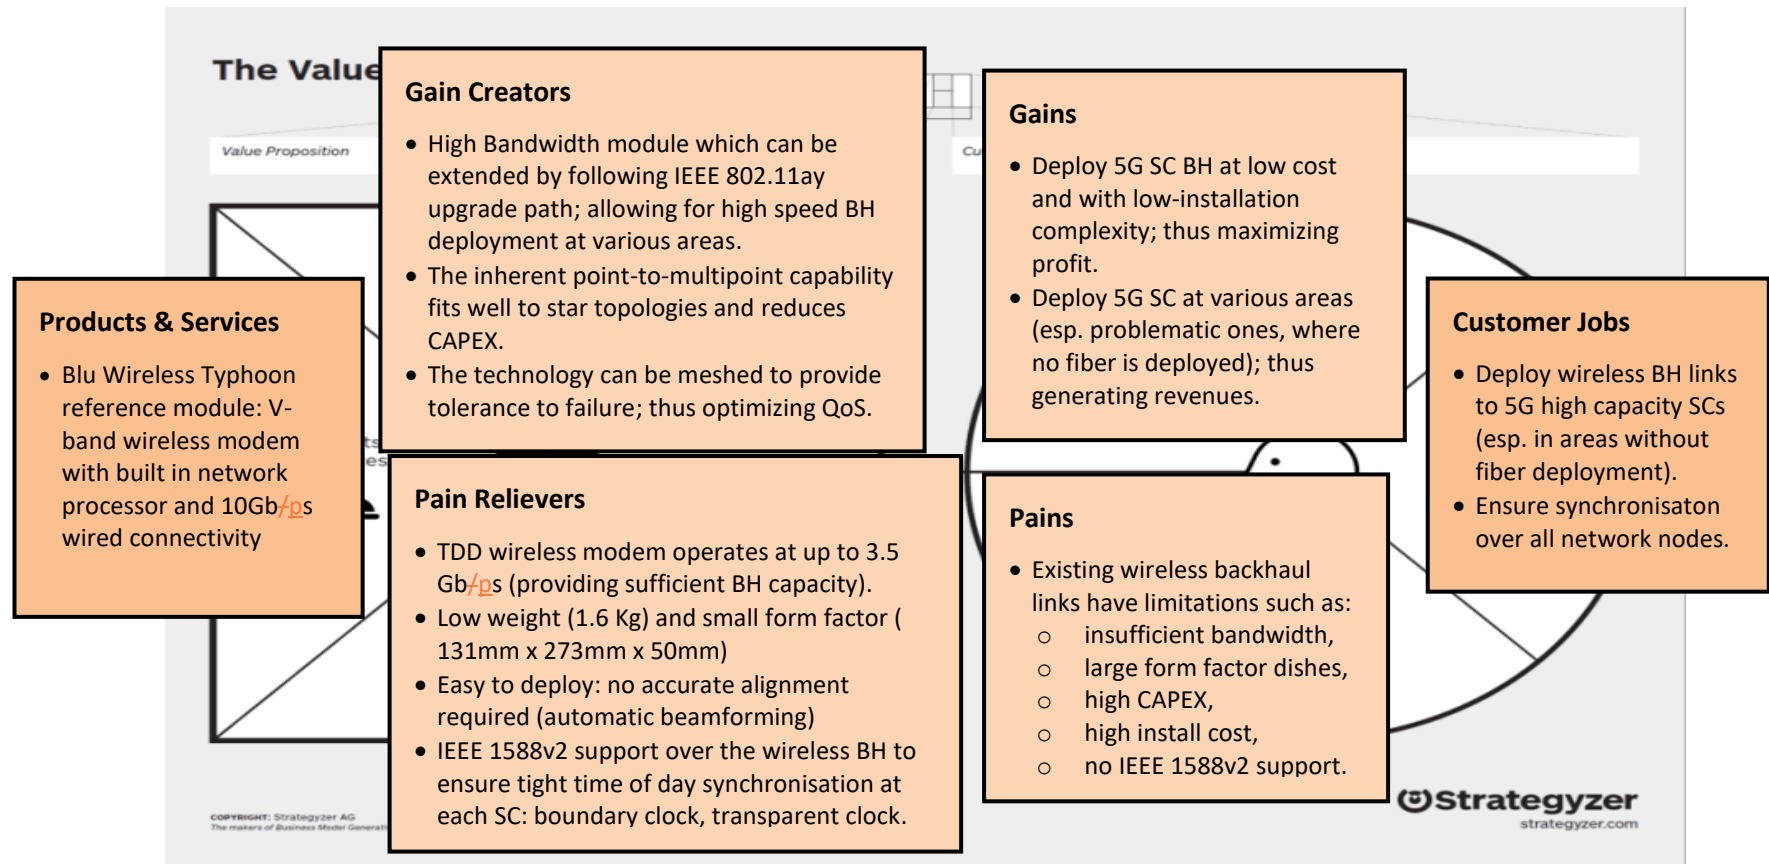 The Value
Value Proposition
Cu
Gain Creators
• High Bandwidth module which can be
extended by following IEEE 802.11ay
upgrade path; allowing for high speed BH
deployment at various areas.
• The inherent point-to-multipoint capability
fits well to star topologies and reduces
CAPEX.
• The technology can be meshed to provide
tolerance to failure; thus optimizing QoS.
Gains
• Deploy 5G SC BH at low cost
and with low-installation
complexity; thus maximizing
profit.
• Deploy 5G SC at various areas
(esp. problematic ones, where
no fiber is deployed); thus
generating revenues.
Products & Services
• Blu Wireless Typhoon
reference module: V-
band wireless modem
with built in network
processor and 10Gb/ps
wired connectivity
Customer Jobs
• Deploy wireless BH links
to 5G high capacity SCs
(esp. in areas without
fiber deployment).
• Ensure synchronisaton
over all network nodes.
Pain Relievers
• TDD wireless modem operates at up to 3.5
Gb/ps (providing sufficient BH capacity).
• Low weight (1.6 Kg) and small form factor (
131mm x 273mm x 50mm)
• Easy to deploy: no accurate alignment
required (automatic beamforming)
• IEEE 1588v2 support over the wireless BH to
ensure tight time of day synchronisation at
each SC: boundary clock, transparent clock.
Pains
• Existing wireless backhaul
links have limitations such as:
o insufficient bandwidth,
o large form factor dishes,
o high CAPEX,
o high install cost,
o no IEEE 1588v2 support.
COPYRIGHT: Strategyzer AG
The makers of Business Model Generati
Strategyzer
strategyzer.com